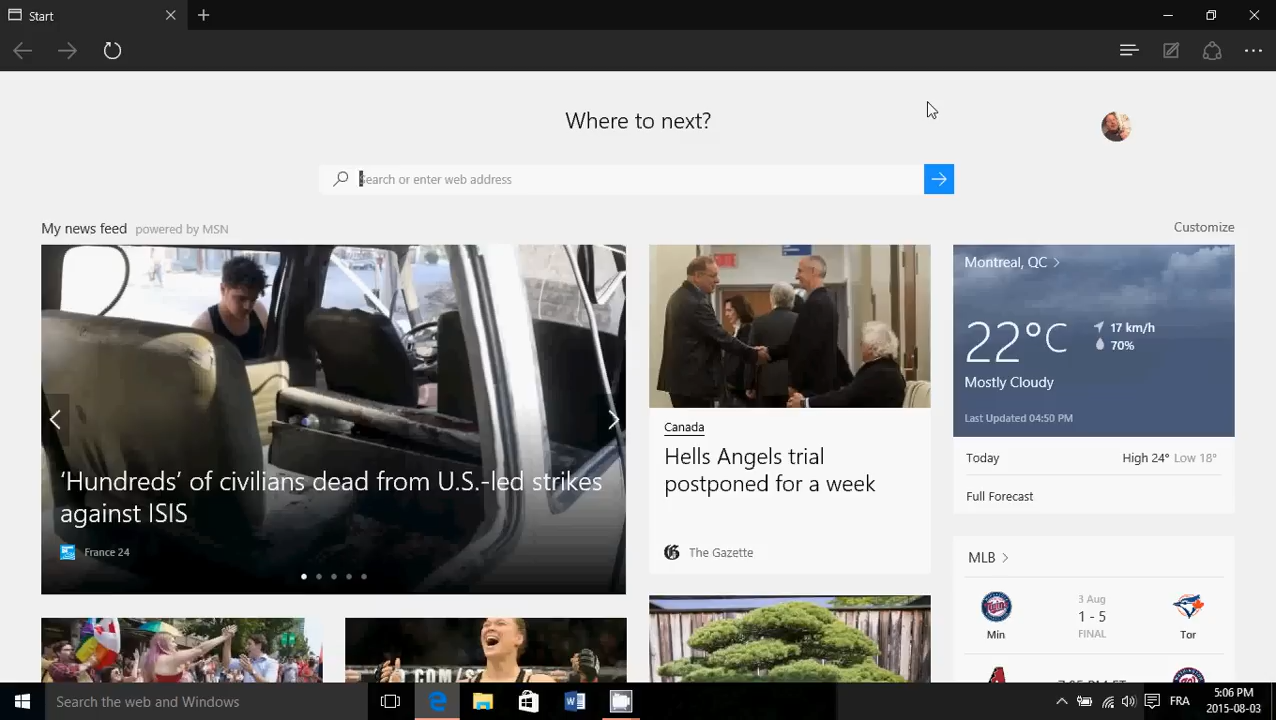 Start
Where to next?
Search or enter web address
My news feed powered by MSN
Customize
'Hundreds' of civilians dead from U.S.-led strikes
against ISIS
France 24
Canada
Hells Angels trial
postponed for a week
The Gazette
Montreal, QC
22°C
17 km/h
70%
Mostly Cloudy
Last Updated 04:50 PM
Today High 24° Low 18°
Full Forecast
MLB
3 Aug
1 - 5
FINAL
Min
Tor
Search the web and Windows
FRA
5:06 PM
2015-08-03